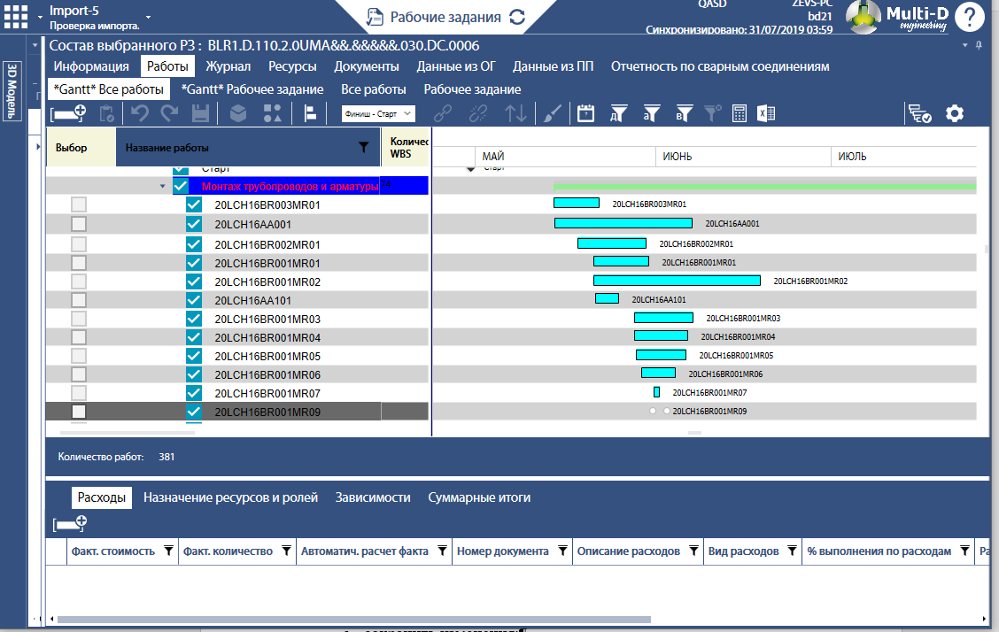 Import-5
Проверка импорта.
Рабочие задания
QASD
ZEVS-PC
bd21
Синхронизировано: 31/07/2019 03:59
Multi-D
engineering
?
3D Модель
Состав выбранного РЗ : BLR1.D.110.2.0UMA&&.&&&&&.030.DC.0006
Информация Работы Журнал Ресурсы Документы Данные из ОГ Данные из ПП Отчетность по сварным соединениям
*Gantt* Все работы *Gantt* Рабочее задание Все работы Рабочее задание
Финиш - Старт
Выбор Название работы Количес
WBS
МАЙ ИЮНЬ ИЮЛЬ
Старт Старт
Монтаж трубопроводов и арматуры
20LCH16BR003MR01 20LCH16BR003MR01
20LCH16AA001 20LCH16AA001
20LCH16BR002MR01 20LCH16BR002MR01
20LCH16BR001MR01 20LCH16BR001MR01
20LCH16BR001MR02 20LCH16BR001MR02
20LCH16AA101 20LCH16AA101
20LCH16BR001MR03 20LCH16BR001MR03
20LCH16BR001MR04 20LCH16BR001MR04
20LCH16BR001MR05 20LCH16BR001MR05
20LCH16BR001MR06 20LCH16BR001MR06
20LCH16BR001MR07 20LCH16BR001MR07
20LCH16BR001MR09 20LCH16BR001MR09
Количество работ: 381
Расходы Назначение ресурсов и ролей Зависимости Суммарные итоги
Факт. стоимость Факт. количество Автоматич. расчет факта Номер документа Описание расходов Вид расходов % выполнения по расходам Ра